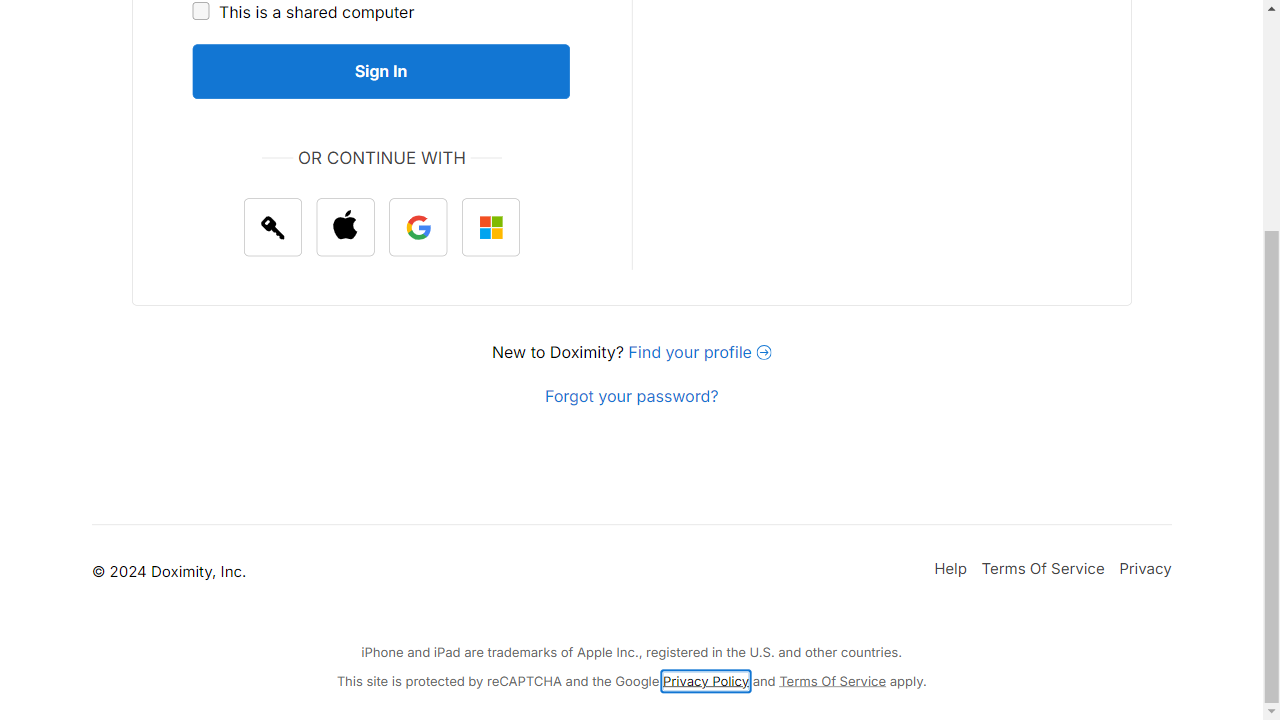 This is a shared computer
Sign In
OR CONTINUE WITH
New to Doximity? Find your profile
Forgot your password?
© 2024 Doximity, Inc.
Help Terms Of Service Privacy
iPhone and iPad are trademarks of Apple Inc., registered in the U.S. and other countries.
This site is protected by reCAPTCHA and the Google Privacy Policy and Terms Of Service apply.